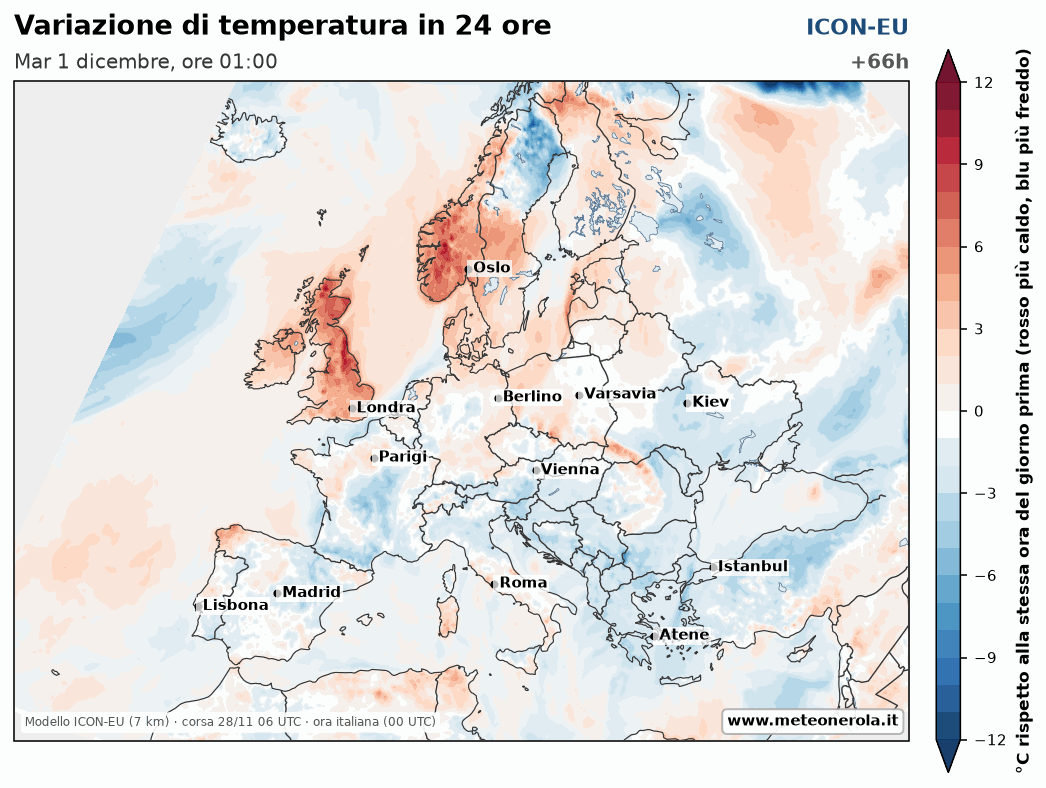 Variazione di temperatura in 24 ore
ICON-EU
Mar 1 dicembre, ore 01:00
+66h
Oslo
Londra
Berlino
Varsavia
Kiev
Parigi
Vienna
Istanbul
Roma
Madrid
Lisbona
Atene
Modello ICON-EU (7 km) · corsa 28/11 06 UTC · ora italiana (00 UTC)
www.meteonerola.it
12
9
6
3
0
−3
−6
−9
−12
°C rispetto alla stessa ora del giorno prima (rosso più caldo, blu più freddo)